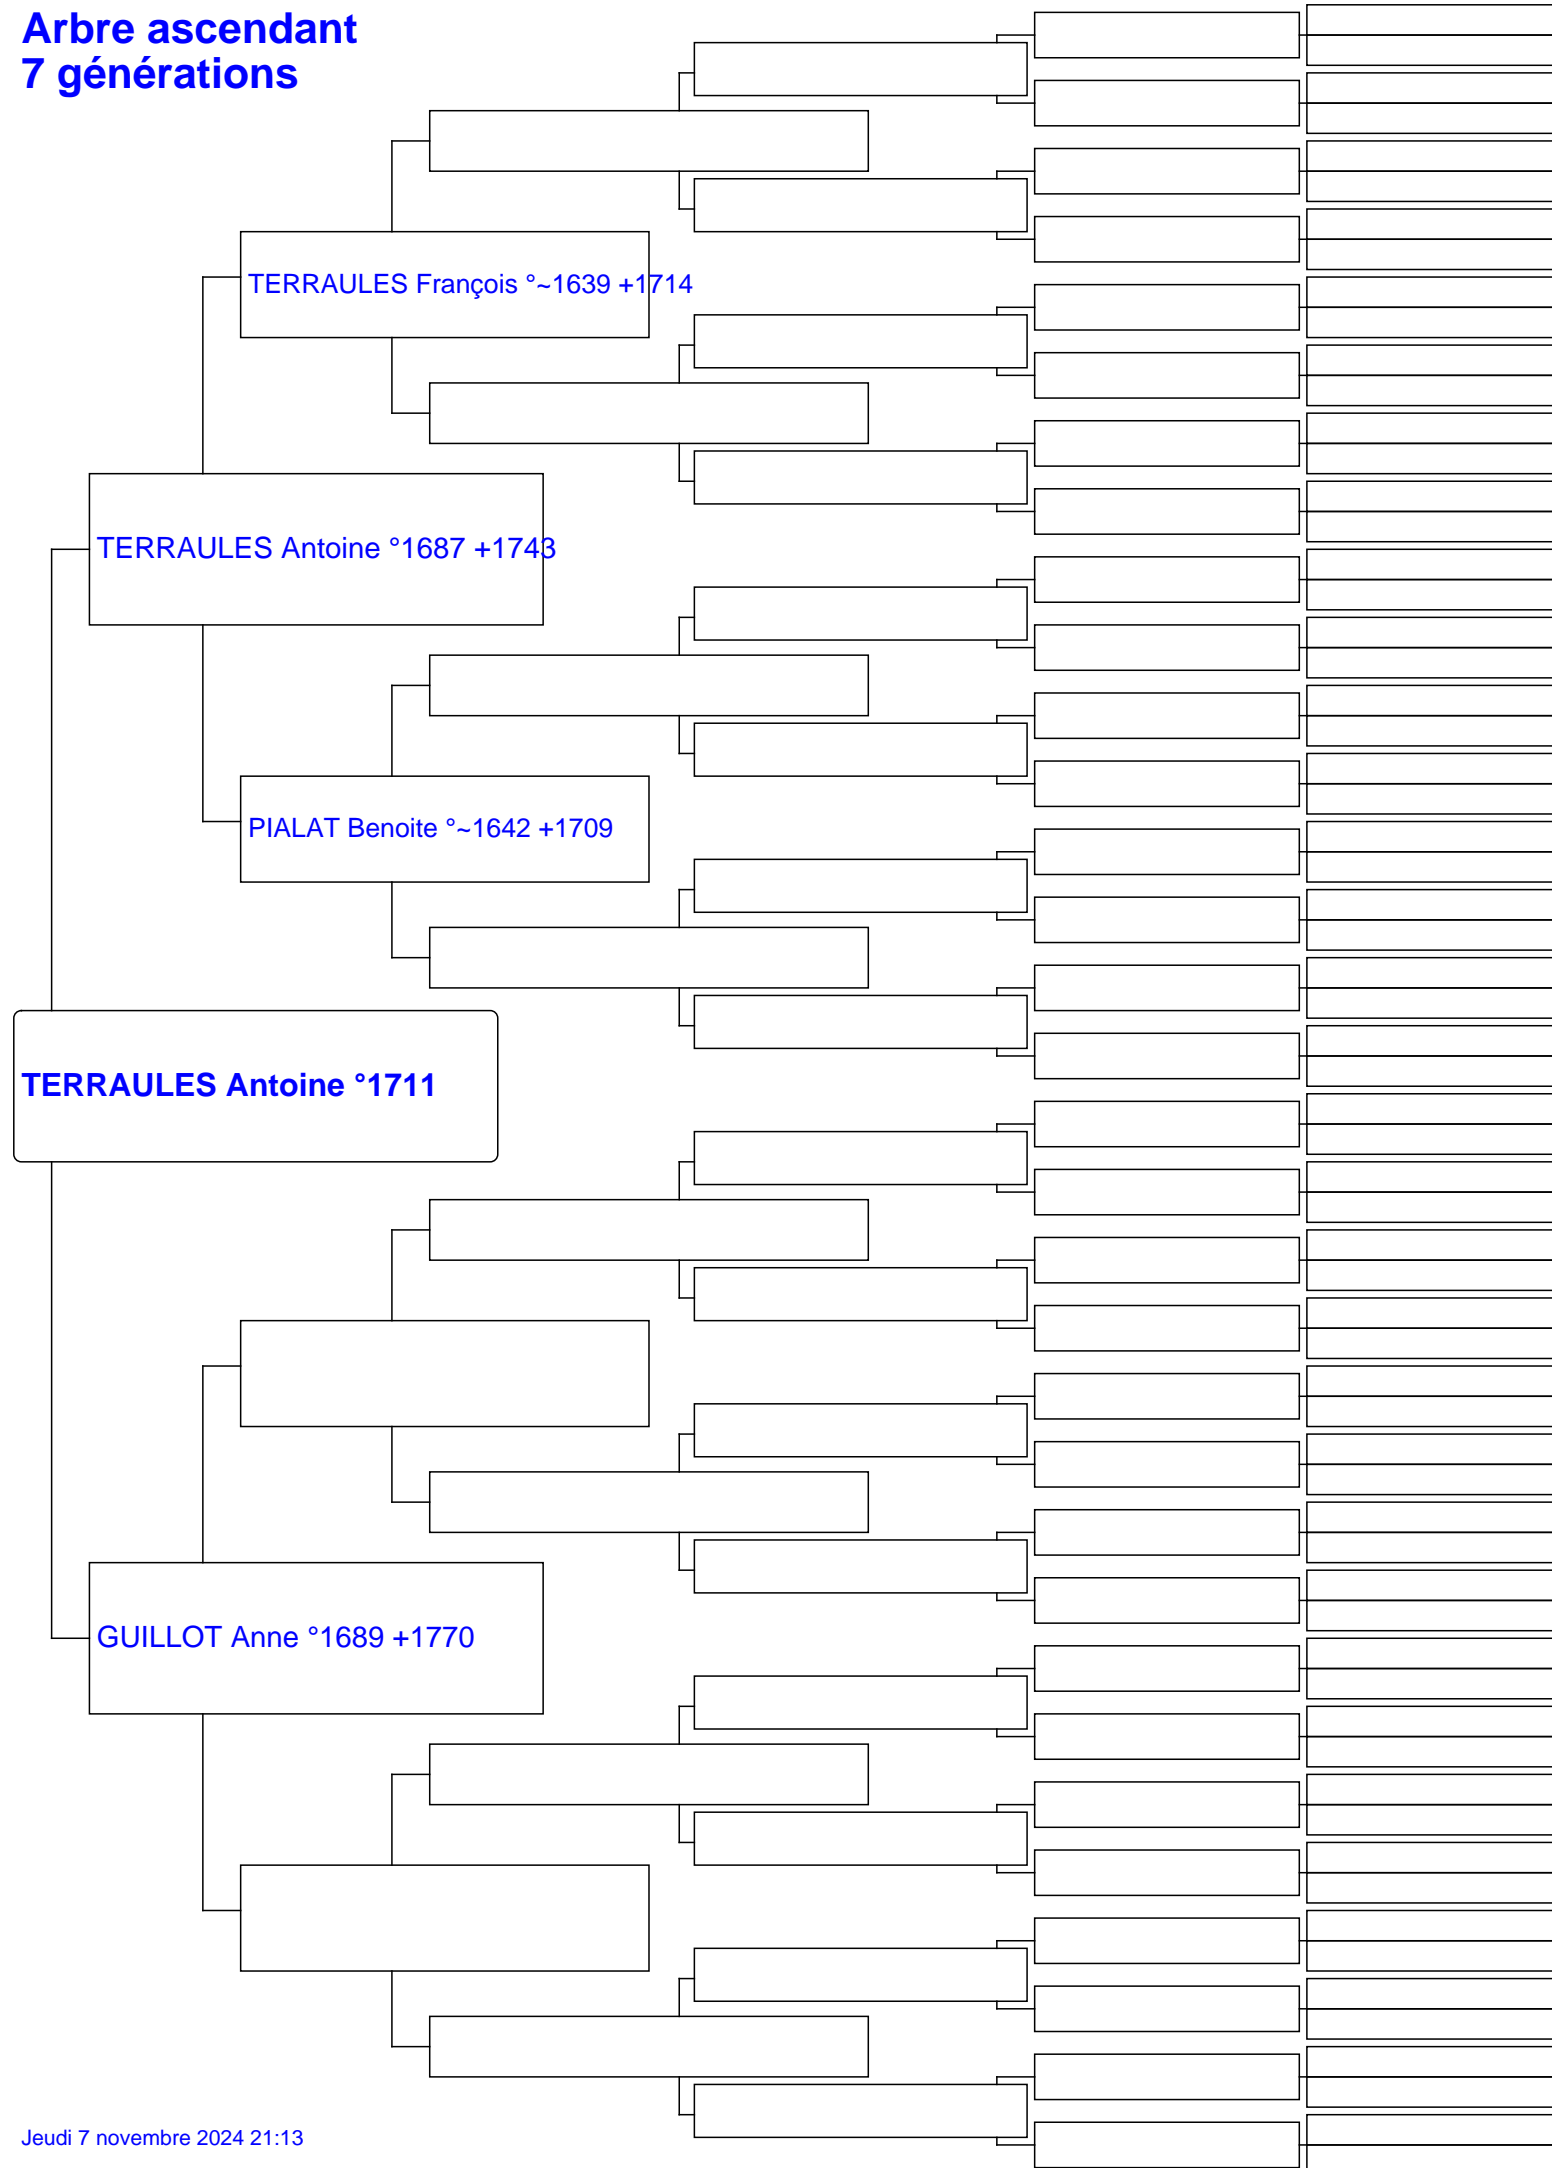 Arbre ascendant
7 générations
TERRAULES François °~1639 +1714
TERRAULES Antoine °1687 +1743
PIALAT Benoite °~1642 +1709
TERRAULES Antoine °1711
GUILLOT Anne °1689 +1770
Jeudi 7 novembre 2024 21:13